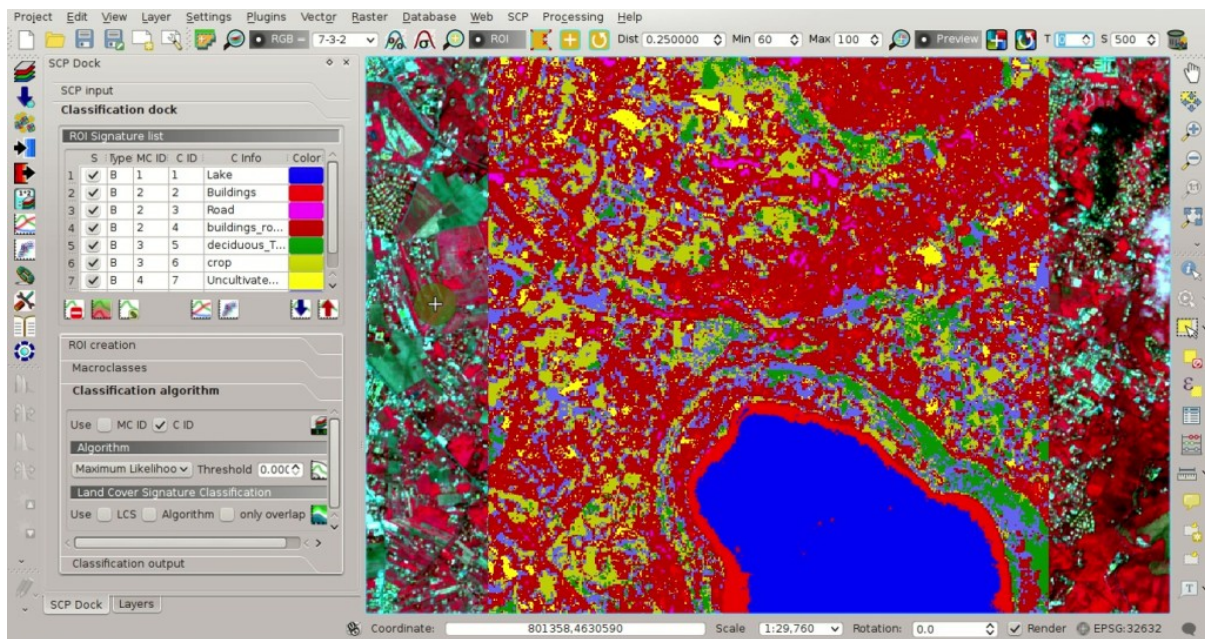 Project Edit View Layer Settings Plugins Vector Raster Database Web SCP Processing Help
RGB = 7-3-2 ROI Dist 0.250000 Min 60 Max 100 Preview T 0 S 500
SCP Dock
SCP input
Classification dock
ROI Signature list
S Type MC ID C ID C Info Color
1 B 1 1 Lake
2 B 2 2 Buildings
3 B 2 3 Road
4 B 2 4 buildings_ro...
5 B 3 5 deciduous_T...
6 B 3 6 crop
7 B 4 7 Uncultivate...
ROI creation
Macroclasses
Classification algorithm
Use MC ID C ID
Algorithm
Maximum Likelihoo Threshold 0.000
Land Cover Signature Classification
Use LCS Algorithm only overlap
Classification output
SCP Dock Layers
Coordinate: 801358,4630590 Scale 1:29,760 Rotation: 0.0 Render EPSG:32632